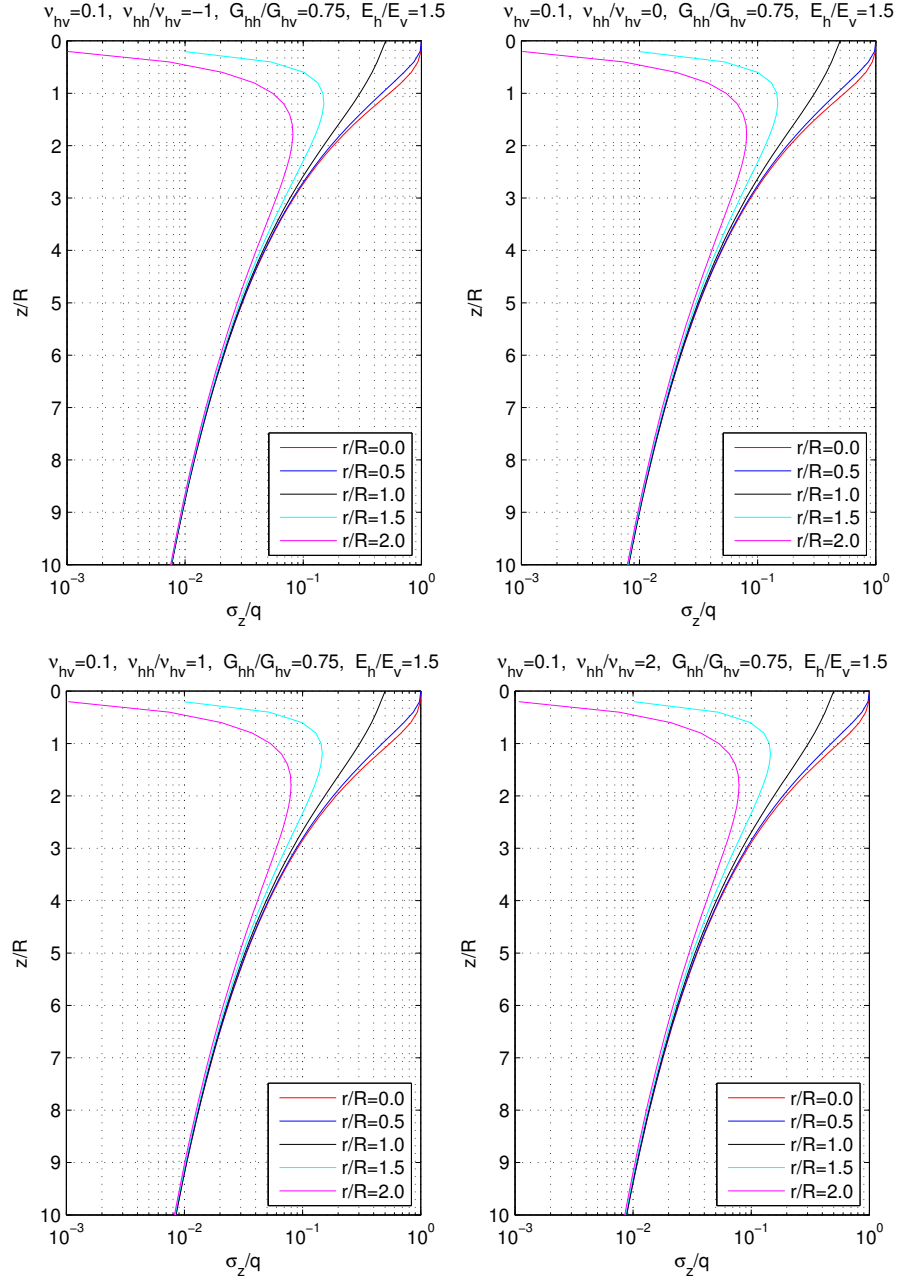 ν_hv=0.1, ν_hh/ν_hv=−1, G_hh/G_hv=0.75, E_h/E_v=1.5
0
1
2
3
4
5
6
7
8
9
10
z/R
r/R=0.0
r/R=0.5
r/R=1.0
r/R=1.5
r/R=2.0
10^−3
10^−2
10^−1
10^0
σ_z/q
ν_hv=0.1, ν_hh/ν_hv=0, G_hh/G_hv=0.75, E_h/E_v=1.5
0
1
2
3
4
5
6
7
8
9
10
z/R
r/R=0.0
r/R=0.5
r/R=1.0
r/R=1.5
r/R=2.0
10^−3
10^−2
10^−1
10^0
σ_z/q
ν_hv=0.1, ν_hh/ν_hv=1, G_hh/G_hv=0.75, E_h/E_v=1.5
0
1
2
3
4
5
6
7
8
9
10
z/R
r/R=0.0
r/R=0.5
r/R=1.0
r/R=1.5
r/R=2.0
10^−3
10^−2
10^−1
10^0
σ_z/q
ν_hv=0.1, ν_hh/ν_hv=2, G_hh/G_hv=0.75, E_h/E_v=1.5
0
1
2
3
4
5
6
7
8
9
10
z/R
r/R=0.0
r/R=0.5
r/R=1.0
r/R=1.5
r/R=2.0
10^−3
10^−2
10^−1
10^0
σ_z/q